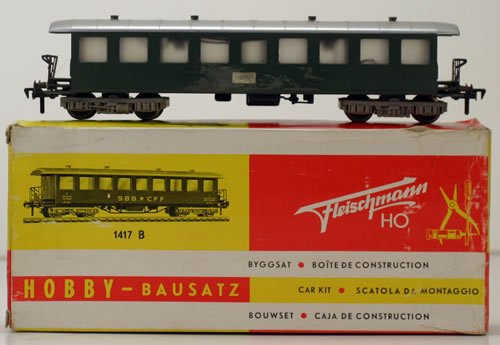 SBB CFF
1417 B
Fleischmann
HO
BYGGSAT • BOÎTE DE CONSTRUCTION
HOBBY - BAUSATZ
CAR KIT • SCATOLA DA MONTAGGIO
BOUWSET • CAJA DE CONSTRUCTION